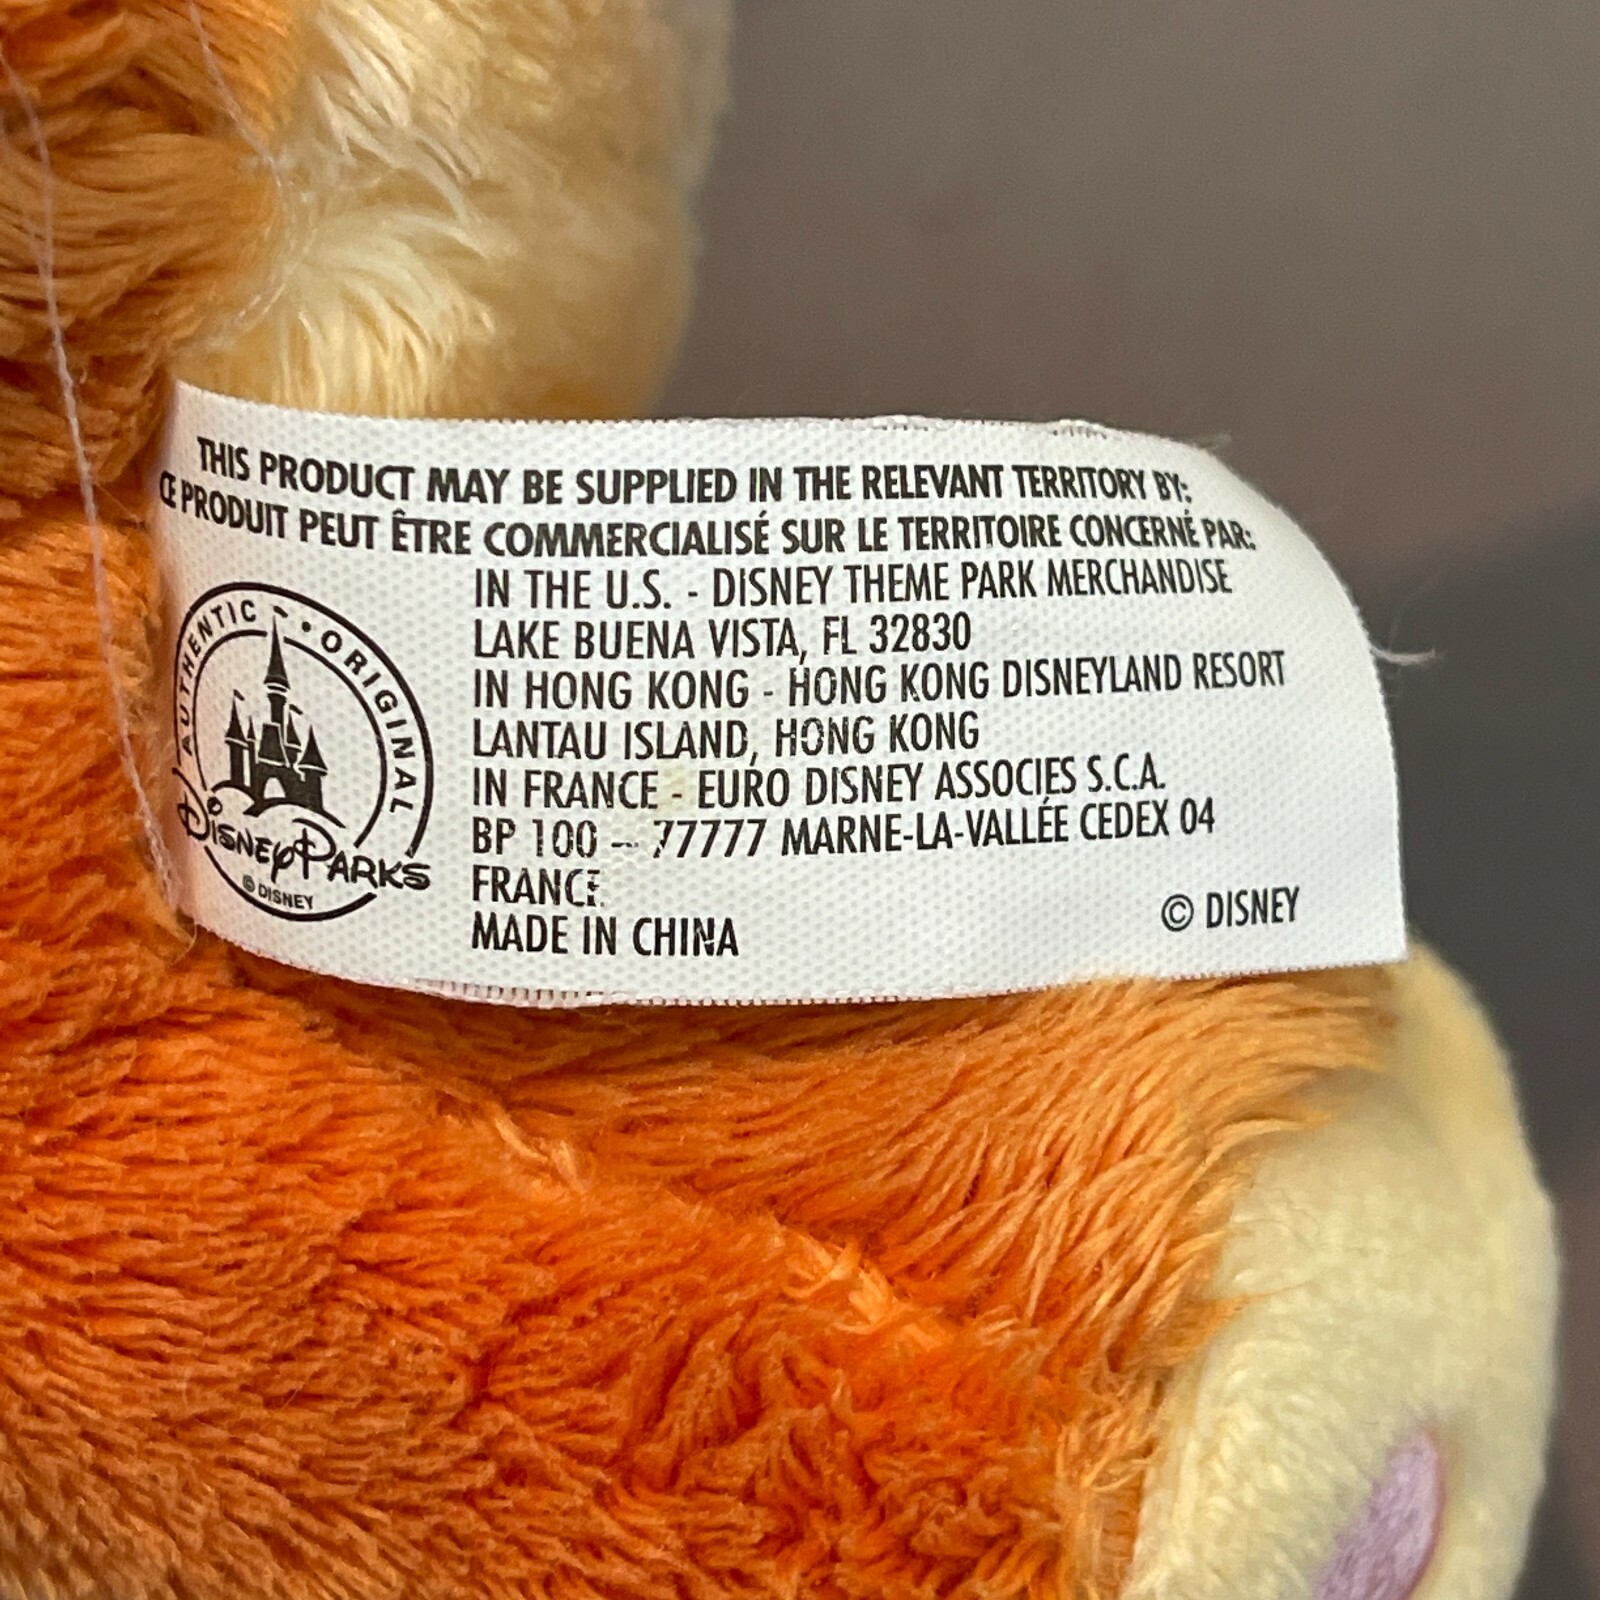 THIS PRODUCT MAY BE SUPPLIED IN THE RELEVANT TERRITORY BY:
CE PRODUIT PEUT ÊTRE COMMERCIALISÉ SUR LE TERRITOIRE CONCERNÉ PAR:
IN THE U.S. - DISNEY THEME PARK MERCHANDISE
LAKE BUENA VISTA, FL 32830
IN HONG KONG - HONG KONG DISNEYLAND RESORT
LANTAU ISLAND, HONG KONG
IN FRANCE - EURO DISNEY ASSOCIES S.C.A.
BP 100 - 77777 MARNE-LA-VALLÉE CEDEX 04
FRANCE
MADE IN CHINA
© DISNEY
AUTHENTIC • ORIGINAL
DISNEY PARKS
© DISNEY